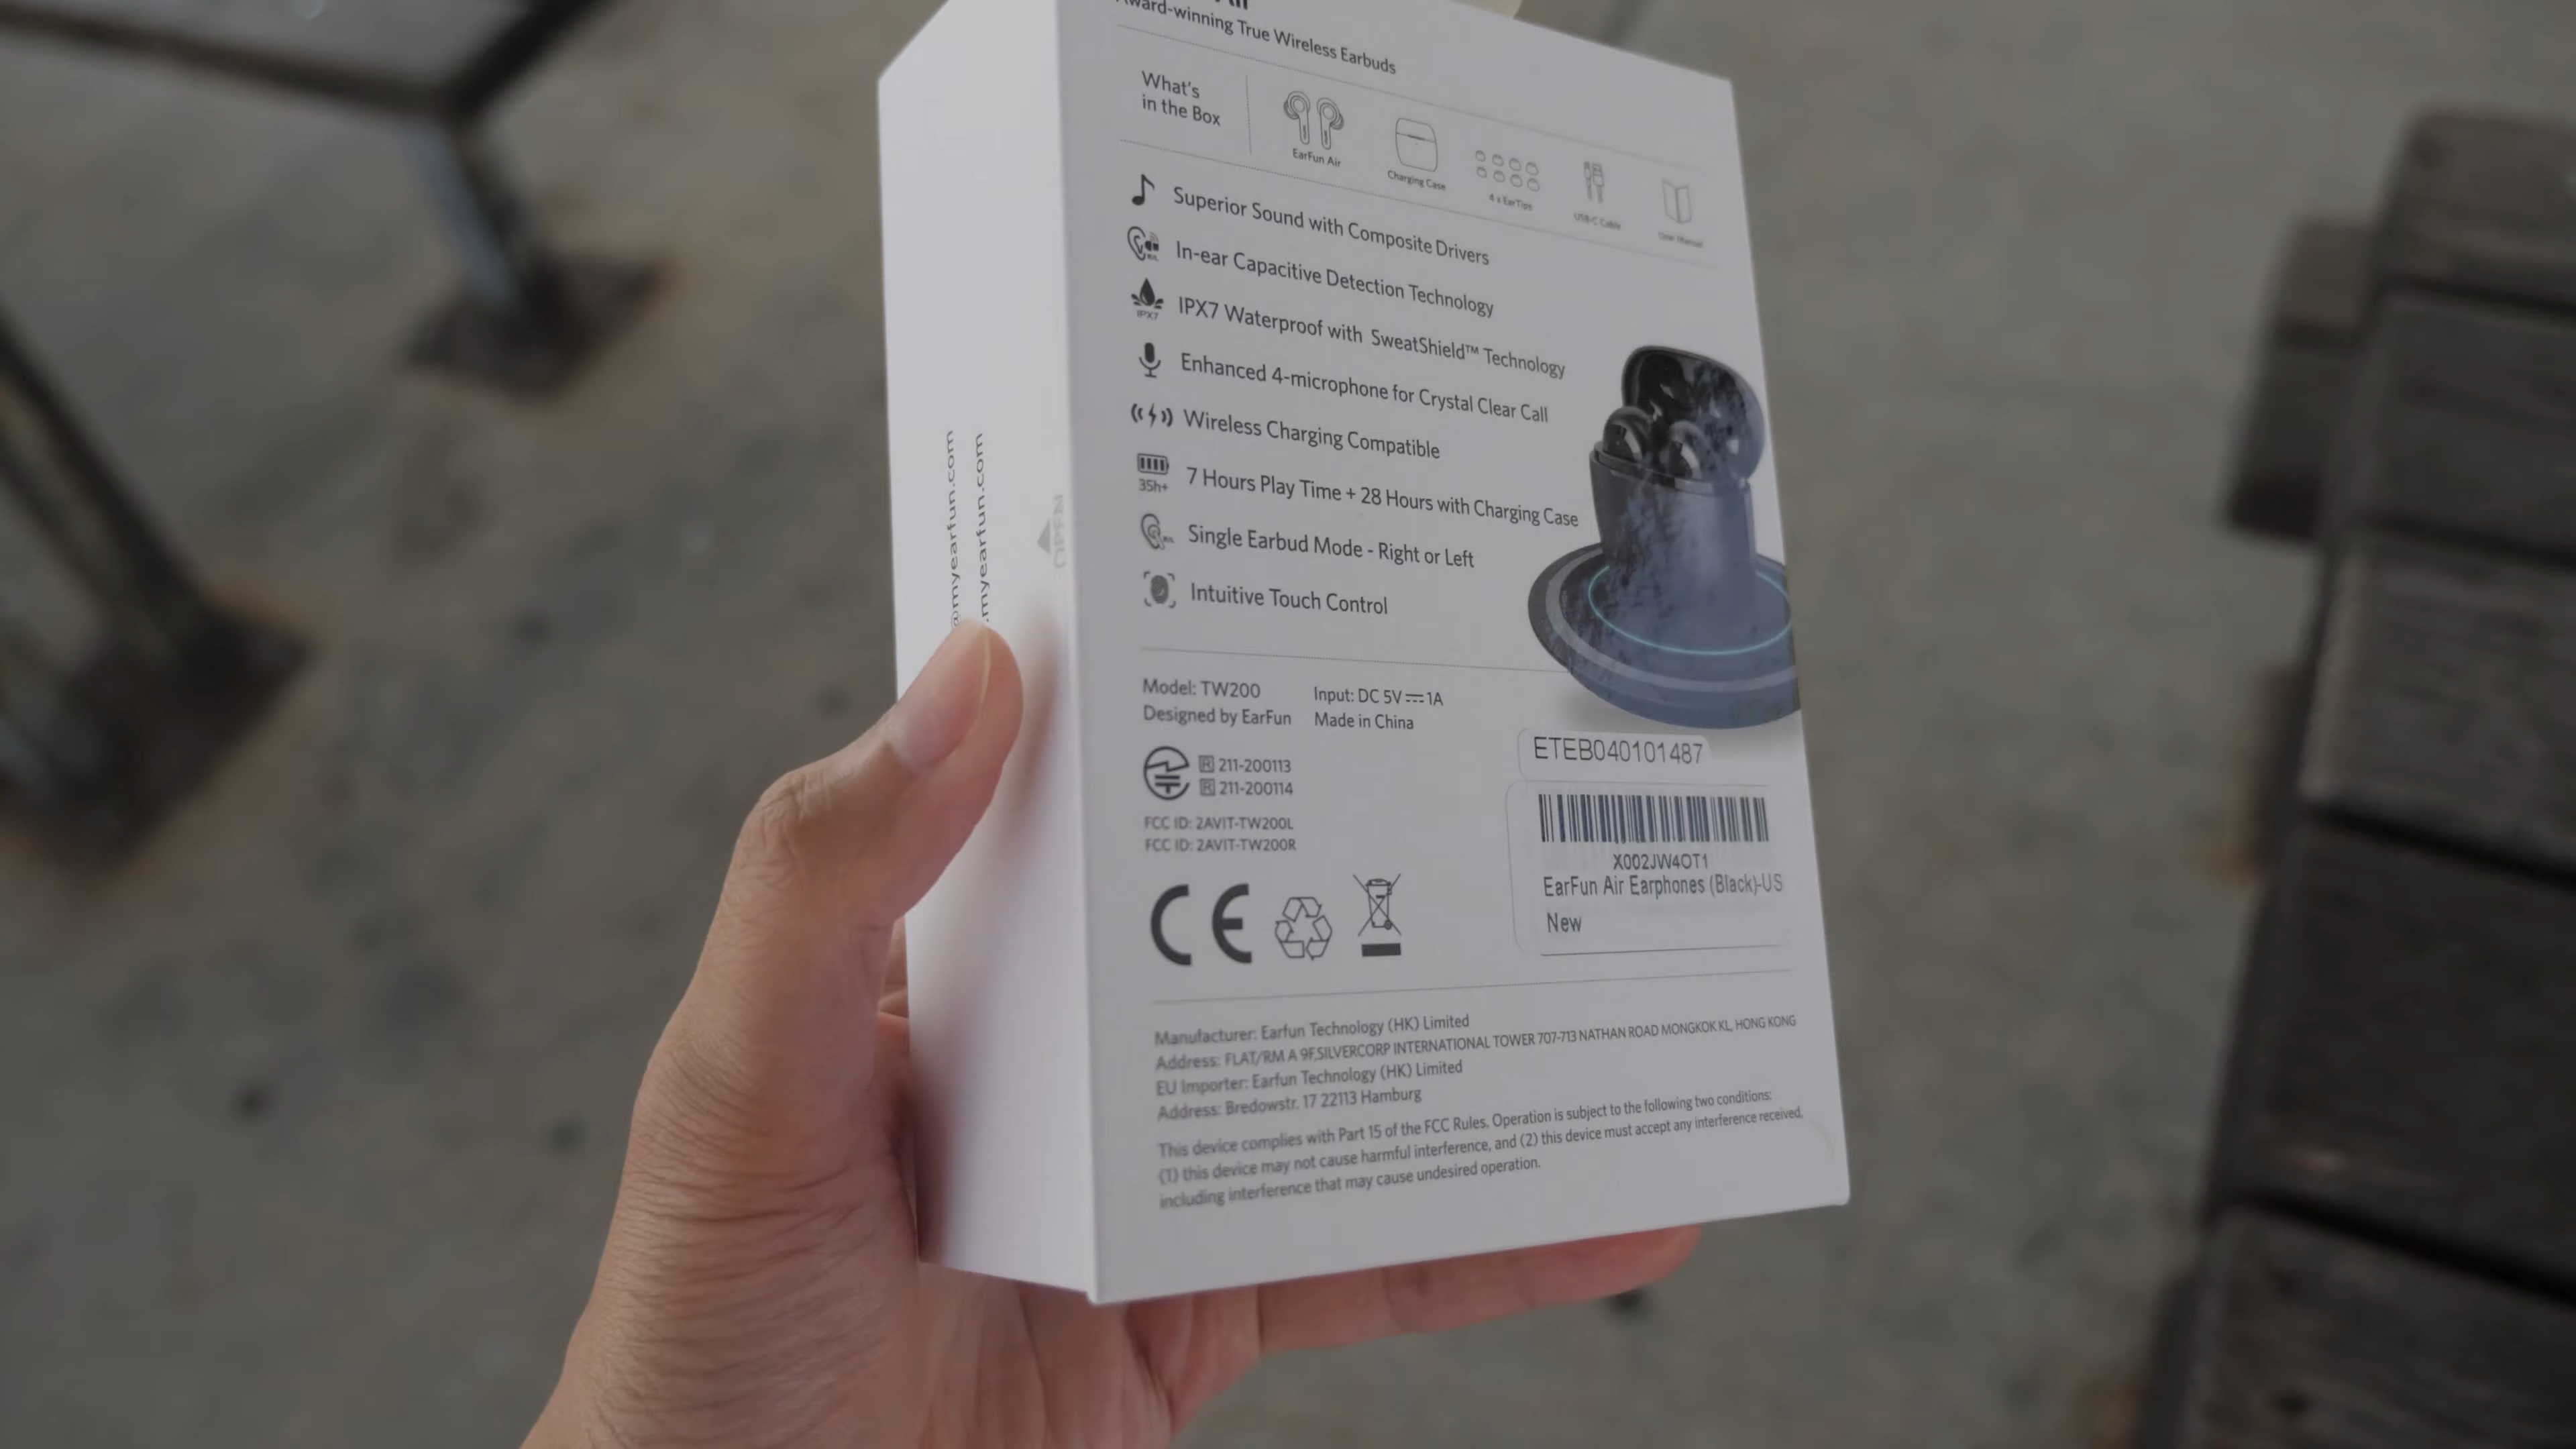 Award-winning True Wireless Earbuds
What's
in the Box
EarFun Air
Charging Case
4 x EarTips
USB-C Cable
User Manual
Superior Sound with Composite Drivers
In-ear Capacitive Detection Technology
IPX7
IPX7 Waterproof with SweatShield™ Technology
Enhanced 4-microphone for Crystal Clear Call
Wireless Charging Compatible
35h+
7 Hours Play Time + 28 Hours with Charging Case
Single Earbud Mode - Right or Left
Intuitive Touch Control
@myearfun.com
.myearfun.com
OPEN
Model: TW200
Designed by EarFun
Input: DC 5V⎓1A
Made in China
R 211-200113
R 211-200114
FCC ID: 2AVIT-TW200L
FCC ID: 2AVIT-TW200R
CE
ETEB040101487
X002JW4OT1
EarFun Air Earphones (Black)-US
New
Manufacturer: Earfun Technology (HK) Limited
Address: FLAT/RM A 9F,SILVERCORP INTERNATIONAL TOWER 707-713 NATHAN ROAD MONGKOK KL, HONG KONG
EU Importer: Earfun Technology (HK) Limited
Address: Bredowstr. 17 22113 Hamburg
This device complies with Part 15 of the FCC Rules. Operation is subject to the following two conditions:
(1) this device may not cause harmful interference, and (2) this device must accept any interference received,
including interference that may cause undesired operation.